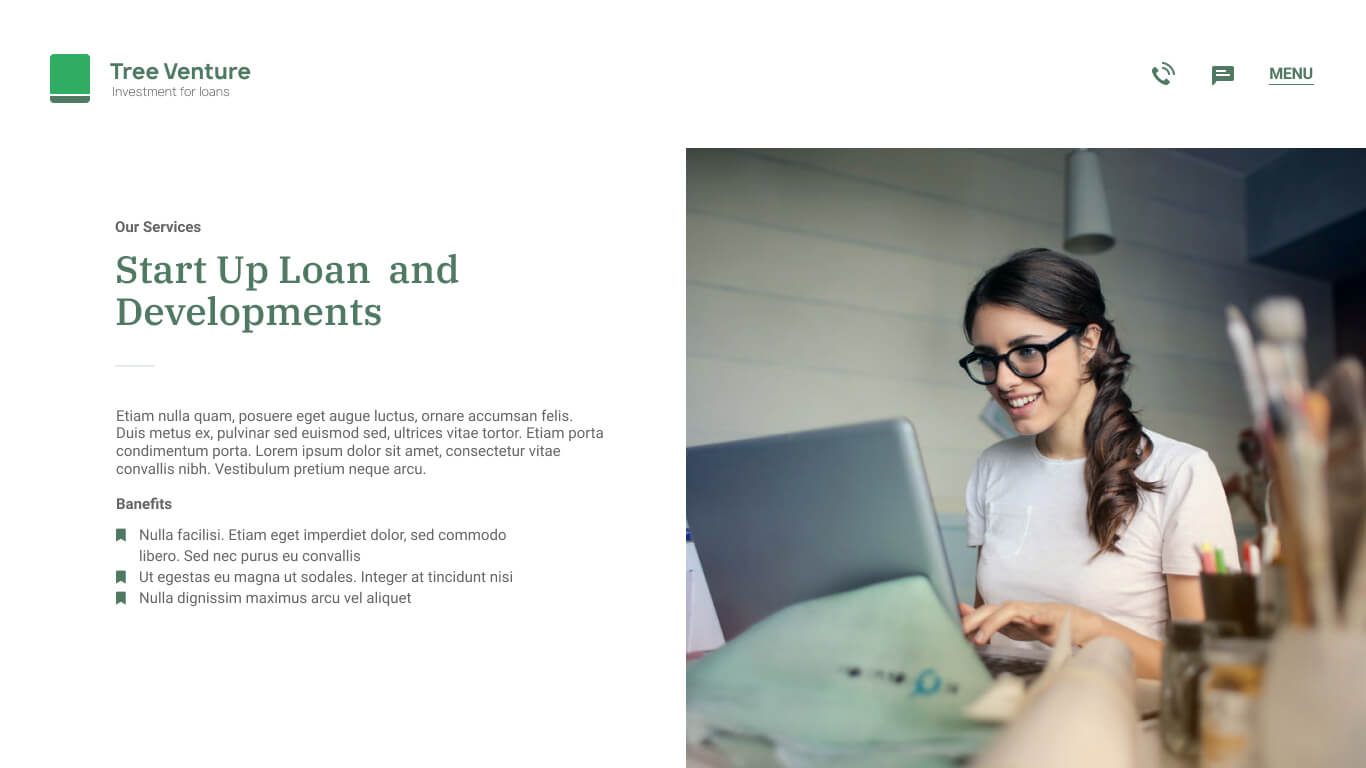 Tree Venture
Investment for loans
MENU
Our Services
Start Up Loan  and
Developments
Etiam nulla quam, posuere eget augue luctus, ornare accumsan felis.
Duis metus ex, pulvinar sed euismod sed, ultrices vitae tortor. Etiam porta
condimentum porta. Lorem ipsum dolor sit amet, consectetur vitae
convallis nibh. Vestibulum pretium neque arcu.
Banefits
Nulla facilisi. Etiam eget imperdiet dolor, sed commodo
libero. Sed nec purus eu convallis
Ut egestas eu magna ut sodales. Integer at tincidunt nisi
Nulla dignissim maximus arcu vel aliquet